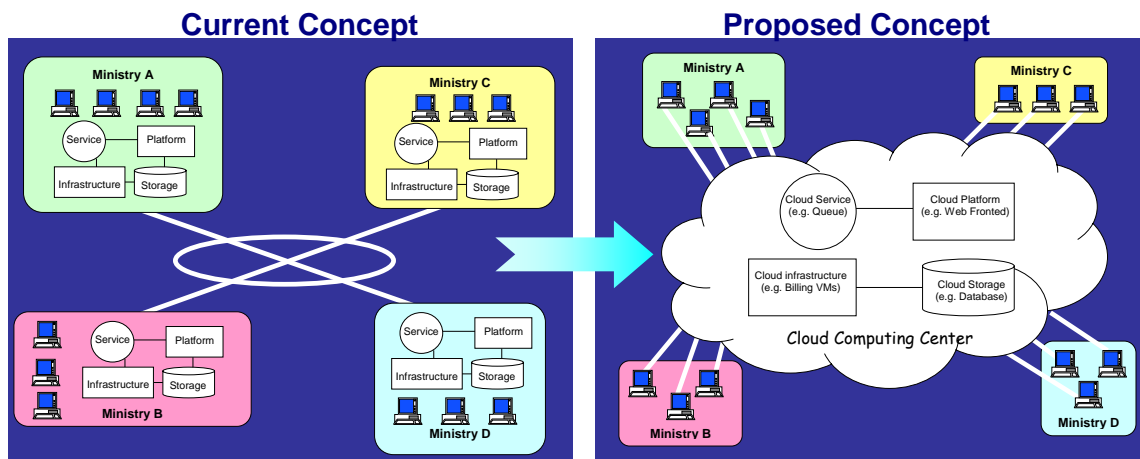 Current Concept
Ministry A
Service
Platform
Infrastructure
Storage
Ministry C
Service
Platform
Infrastructure
Storage
Service
Platform
Infrastructure
Storage
Ministry B
Service
Platform
Infrastructure
Storage
Ministry D
Proposed Concept
Ministry A
Ministry C
Cloud Service
(e.g. Queue)
Cloud Platform
(e.g. Web Fronted)
Cloud infrastructure
(e.g. Billing VMs)
Cloud Storage
(e.g. Database)
Cloud Computing Center
Ministry B
Ministry D